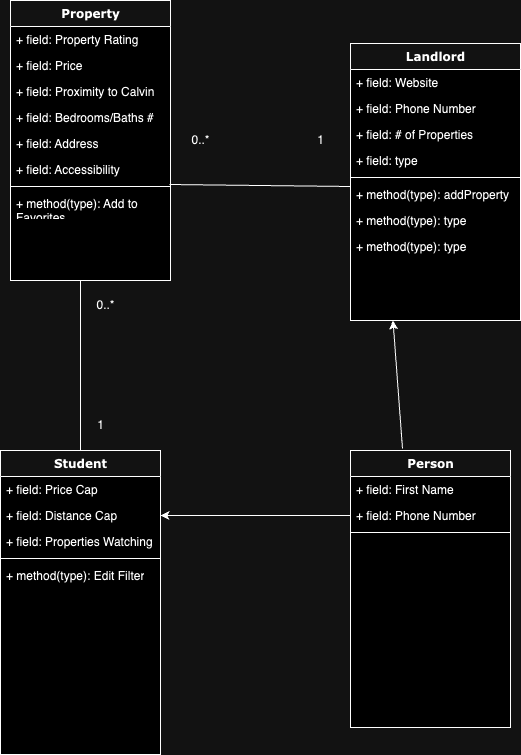 Property
+ field: Property Rating
+ field: Price
+ field: Proximity to Calvin
+ field: Bedrooms/Baths #
+ field: Address
+ field: Accessibility
+ method(type): Add to
Favorites
Landlord
+ field: Website
+ field: Phone Number
+ field: # of Properties
+ field: type
+ method(type): addProperty
+ method(type): type
+ method(type): type
0..*
1
0..*
1
Student
+ field: Price Cap
+ field: Distance Cap
+ field: Properties Watching
+ method(type): Edit Filter
Person
+ field: First Name
+ field: Phone Number